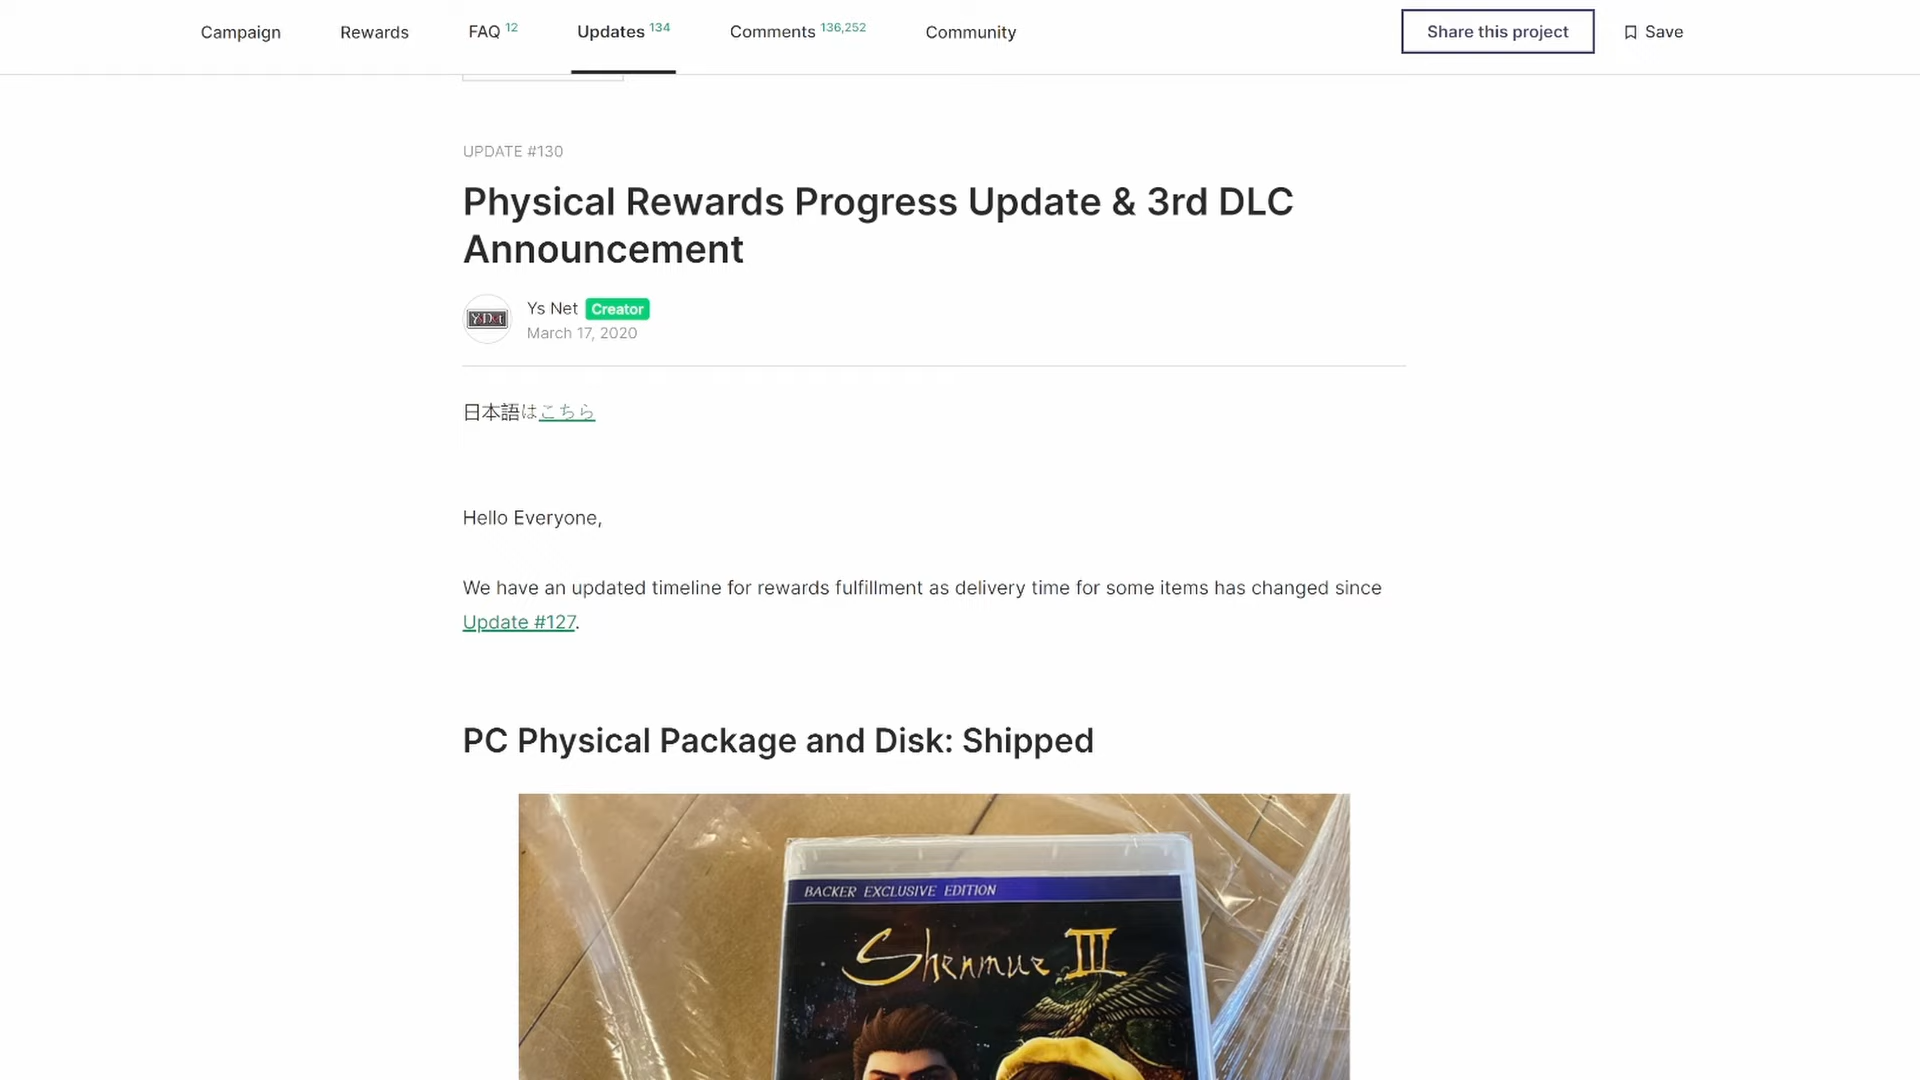 Campaign Rewards FAQ 12 Updates 134 Comments 136,252 Community Share this project Save
UPDATE #130
Physical Rewards Progress Update & 3rd DLC
Announcement
Ys Net Creator
March 17, 2020
日本語はこちら
Hello Everyone,
We have an updated timeline for rewards fulfillment as delivery time for some items has changed since
Update #127.
PC Physical Package and Disk: Shipped
BACKER EXCLUSIVE EDITION
Shenmue III